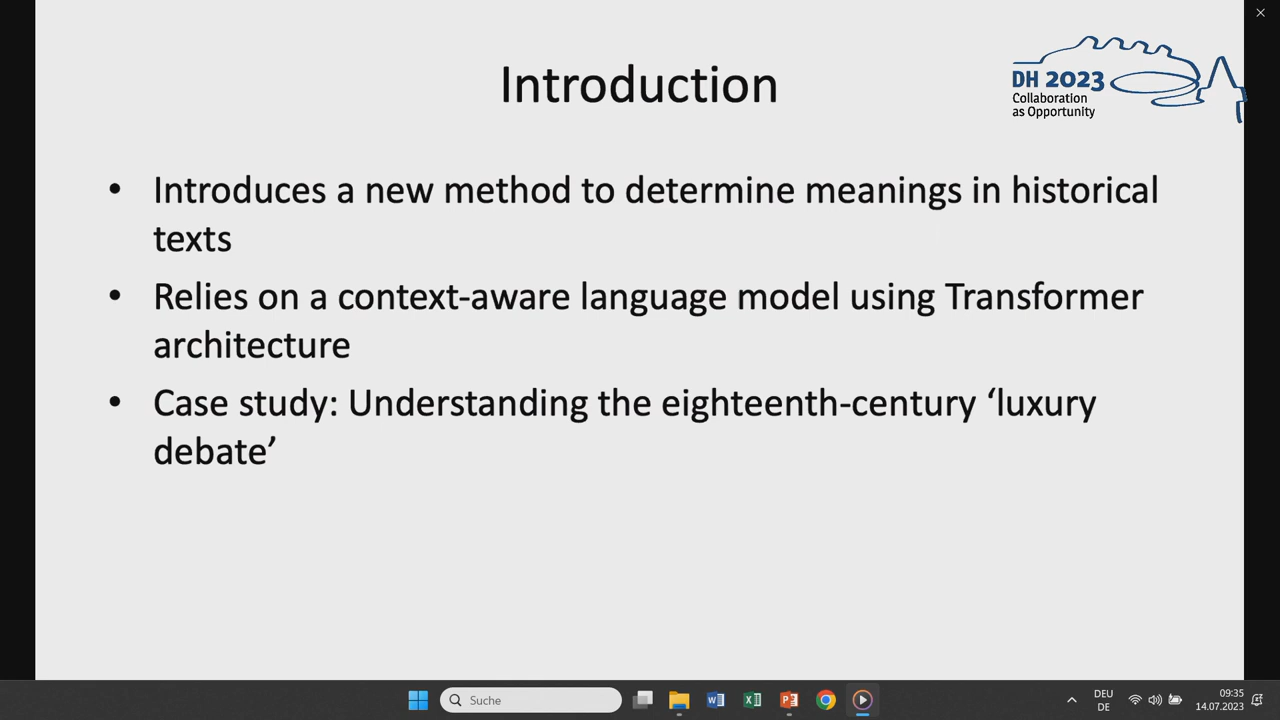 Introduction
DH 2023
Collaboration
as Opportunity
• Introduces a new method to determine meanings in historical
texts
• Relies on a context-aware language model using Transformer
architecture
• Case study: Understanding the eighteenth-century ‘luxury
debate’
Suche
DEU
DE
09:35
14.07.2023